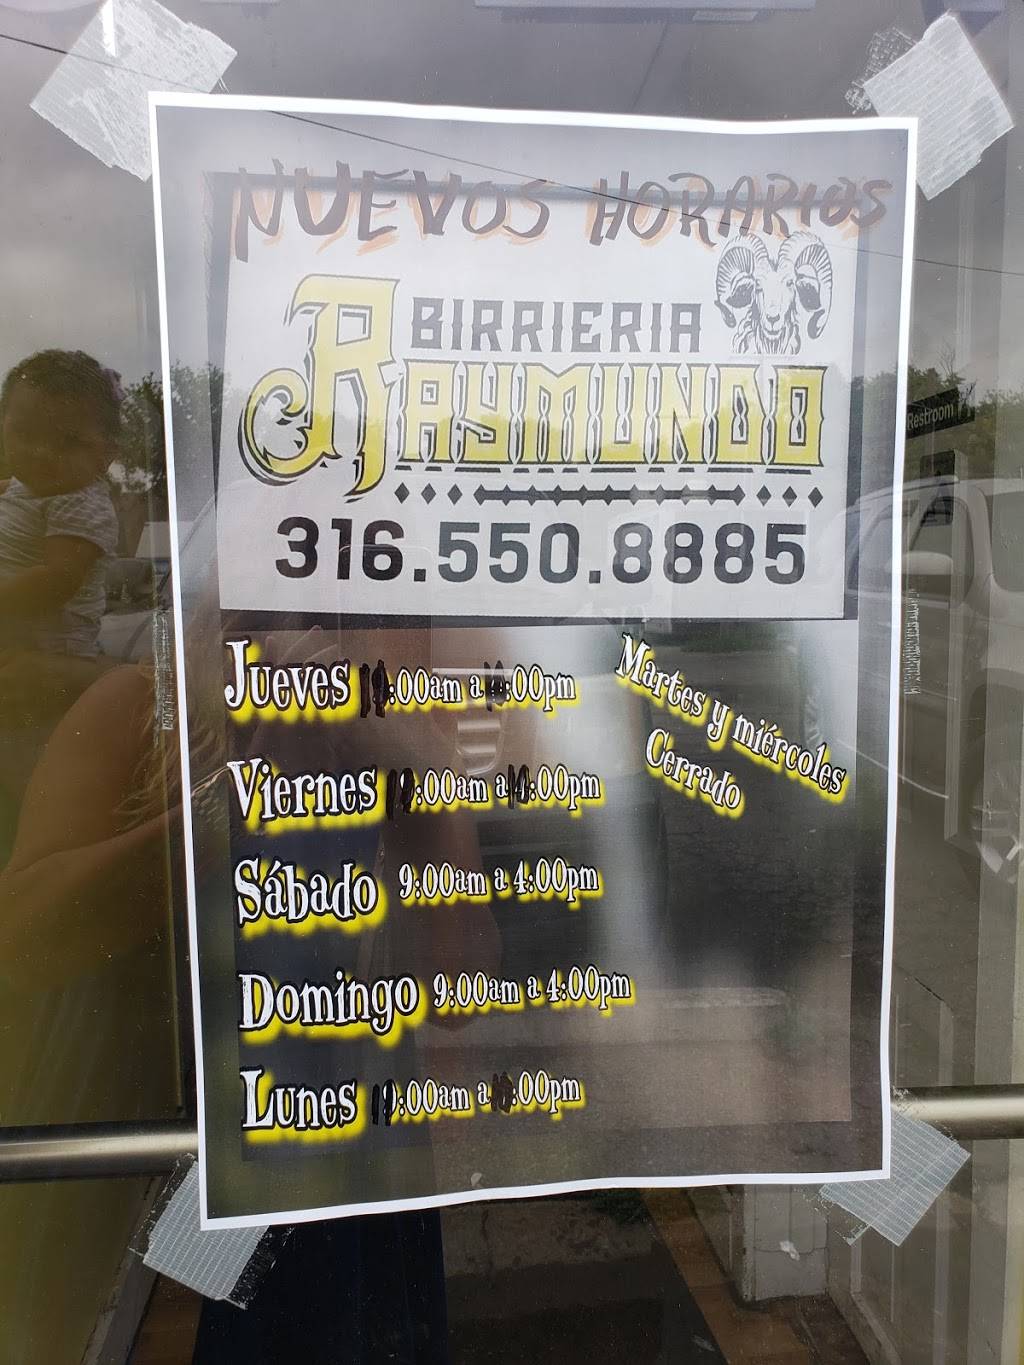 NUEVOS HORARIOS
BIRRIERIA
RAYMUNDO
316.550.8885
Jueves :00am a :00pm
Viernes :00am a :00pm
Sábado 9:00am a 4:00pm
Domingo 9:00am a 4:00pm
Lunes :00am a :00pm
Martes y miércoles
Cerrado
Restroom